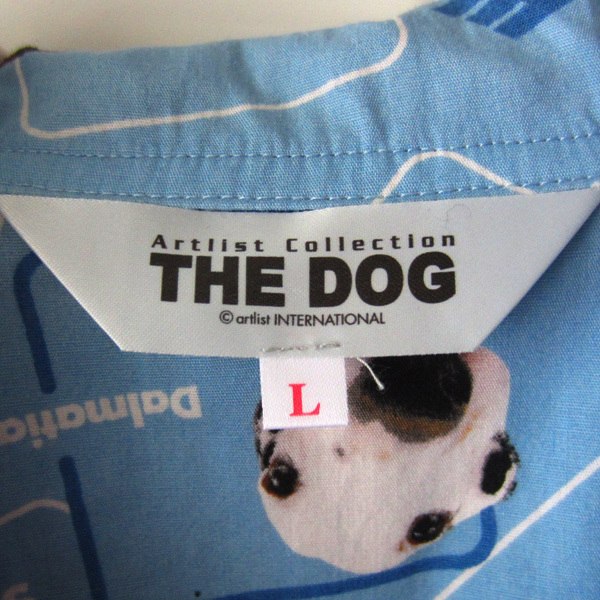 Artlist Collection
THE DOG
© artlist INTERNATIONAL
L
Dalmatia